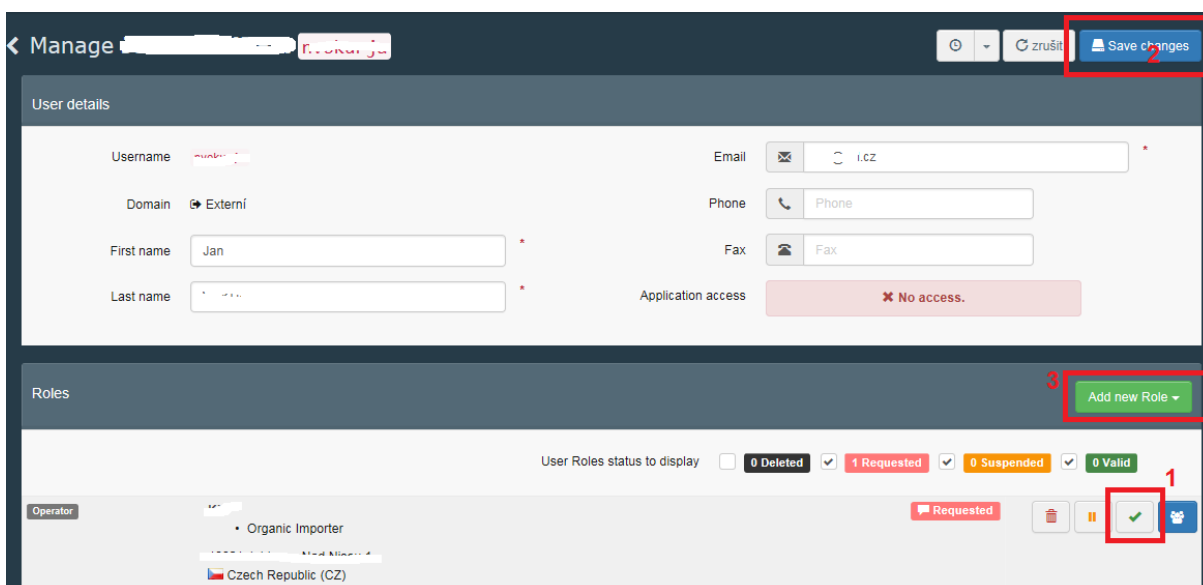 Manage
zrušit
Save changes
2
User details
Username
Email
.cz
Domain
Externí
Phone
Phone
First name
Jan
Fax
Fax
Last name
Application access
No access.
Roles
3
Add new Role
User Roles status to display
0 Deleted
1 Requested
0 Suspended
0 Valid
1
Operator
Requested
• Organic Importer
Czech Republic (CZ)